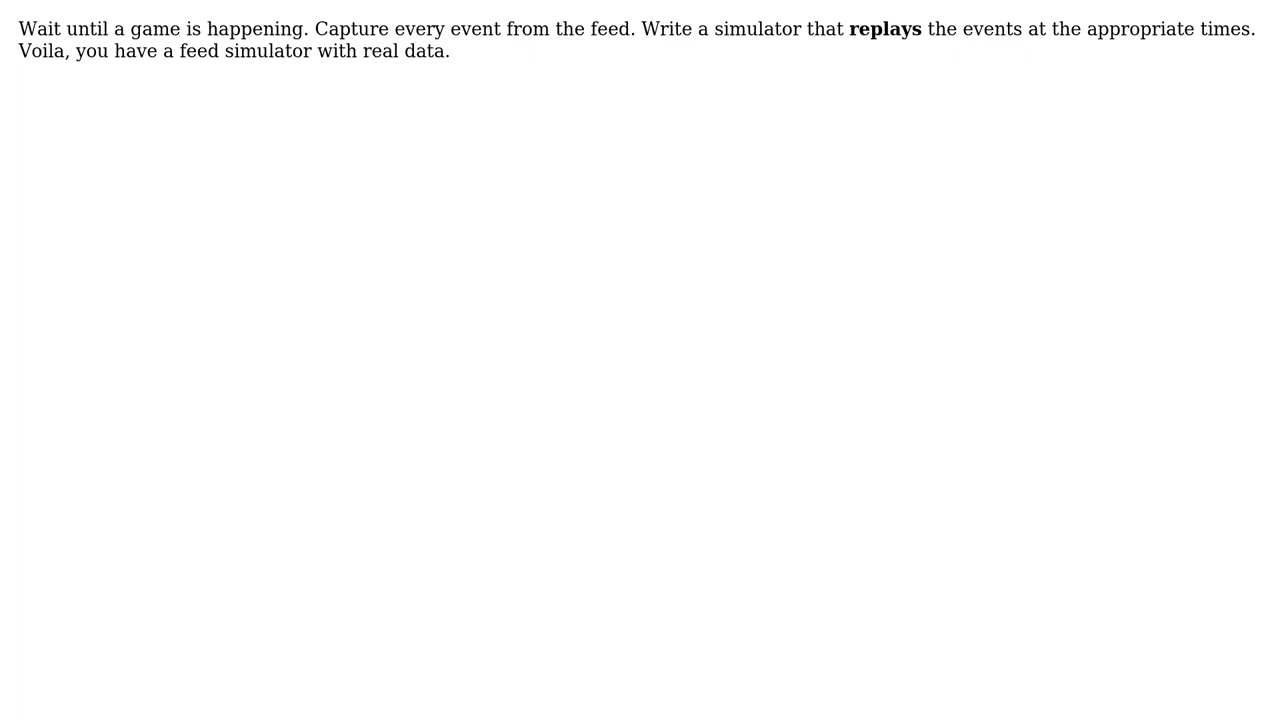 Wait until a game is happening. Capture every event from the feed. Write a simulator that replays the events at the appropriate times.
Voila, you have a feed simulator with real data.